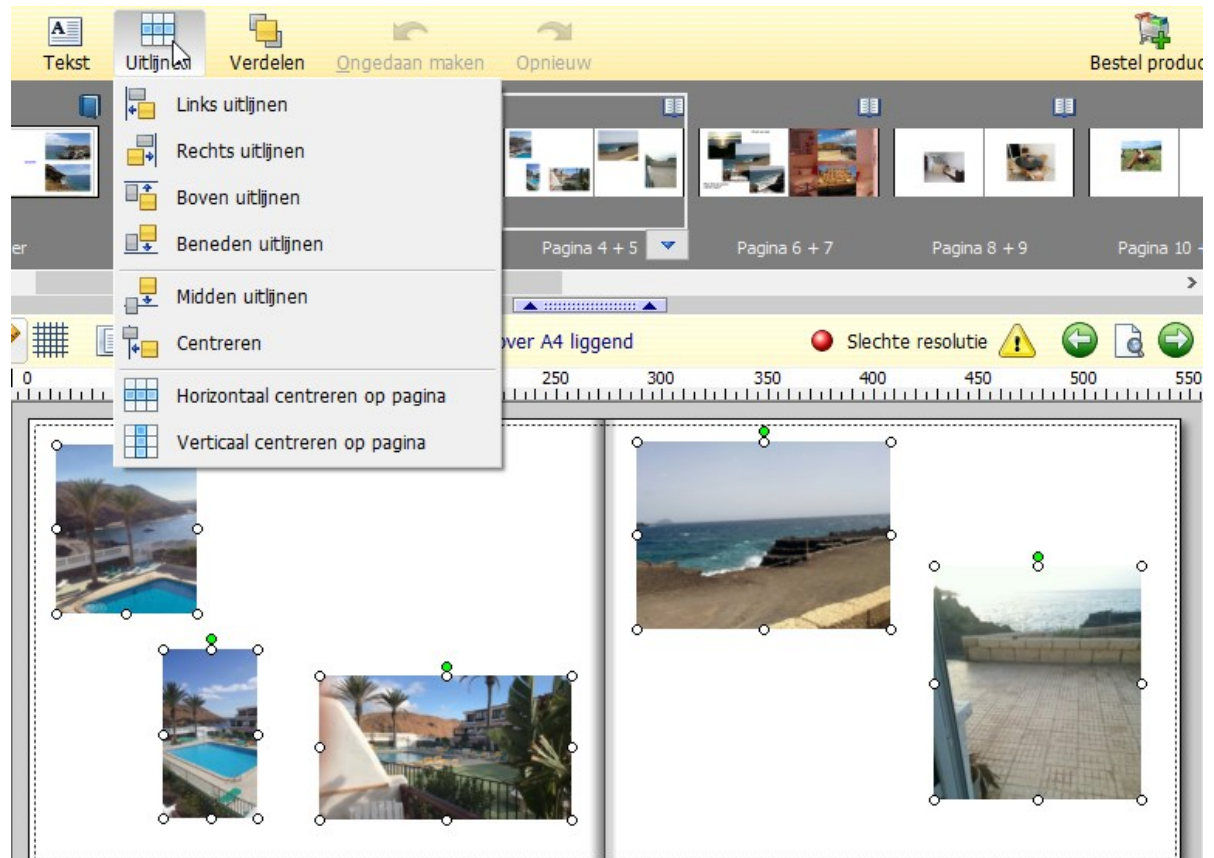 Tekst Uitlijnen Verdelen Ongedaan maken Opnieuw Bestel produc
Links uitlijnen
Rechts uitlijnen
Boven uitlijnen
Beneden uitlijnen
Midden uitlijnen
Centreren
Horizontaal centreren op pagina
Verticaal centreren op pagina
er Pagina 4 + 5 Pagina 6 + 7 Pagina 8 + 9 Pagina 10 +
over A4 liggend Slechte resolutie
0 250 300 350 400 450 500 550